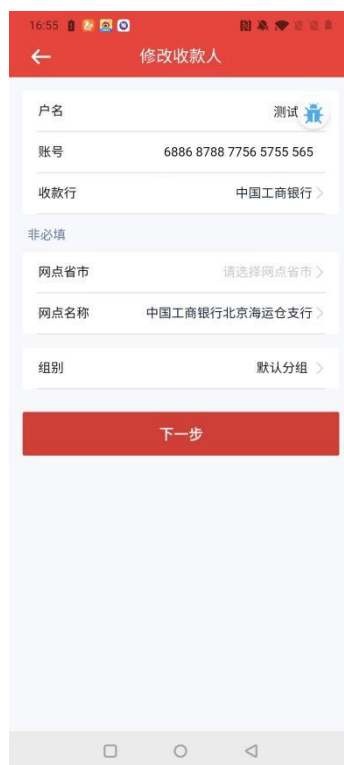 16:55
修改收款人
户名 测试
账号 6886 8788 7756 5755 565
收款行 中国工商银行
非必填
网点省市 请选择网点省市
网点名称 中国工商银行北京海运仓支行
组别 默认分组
下一步